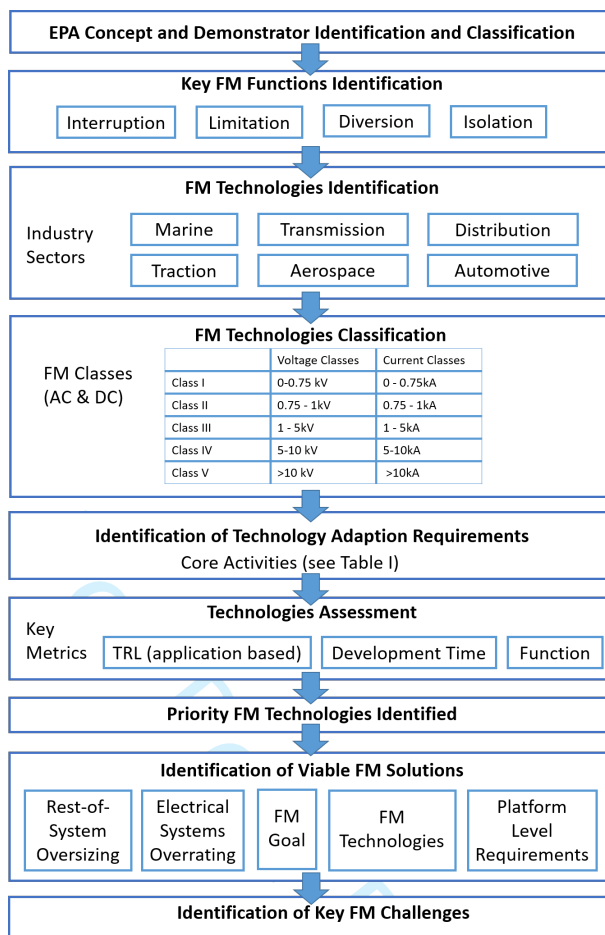 EPA Concept and Demonstrator Identification and Classification
Key FM Functions Identification
Interruption Limitation Diversion Isolation
FM Technologies Identification
Industry
Sectors
Marine Transmission Distribution
Traction Aerospace Automotive
FM Technologies Classification
FM Classes
(AC & DC)
Voltage Classes Current Classes
Class I 0-0.75 kV 0 - 0.75kA
Class II 0.75 - 1kV 0.75 - 1kA
Class III 1 - 5kV 1 - 5kA
Class IV 5-10 kV 5-10kA
Class V >10 kV >10kA
Identification of Technology Adaption Requirements
Core Activities (see Table I)
Technologies Assessment
Key
Metrics
TRL (application based) Development Time Function
Priority FM Technologies Identified
Identification of Viable FM Solutions
Rest-of-
System
Oversizing
Electrical
Systems
Overrating
FM
Goal
FM
Technologies
Platform
Level
Requirements
Identification of Key FM Challenges